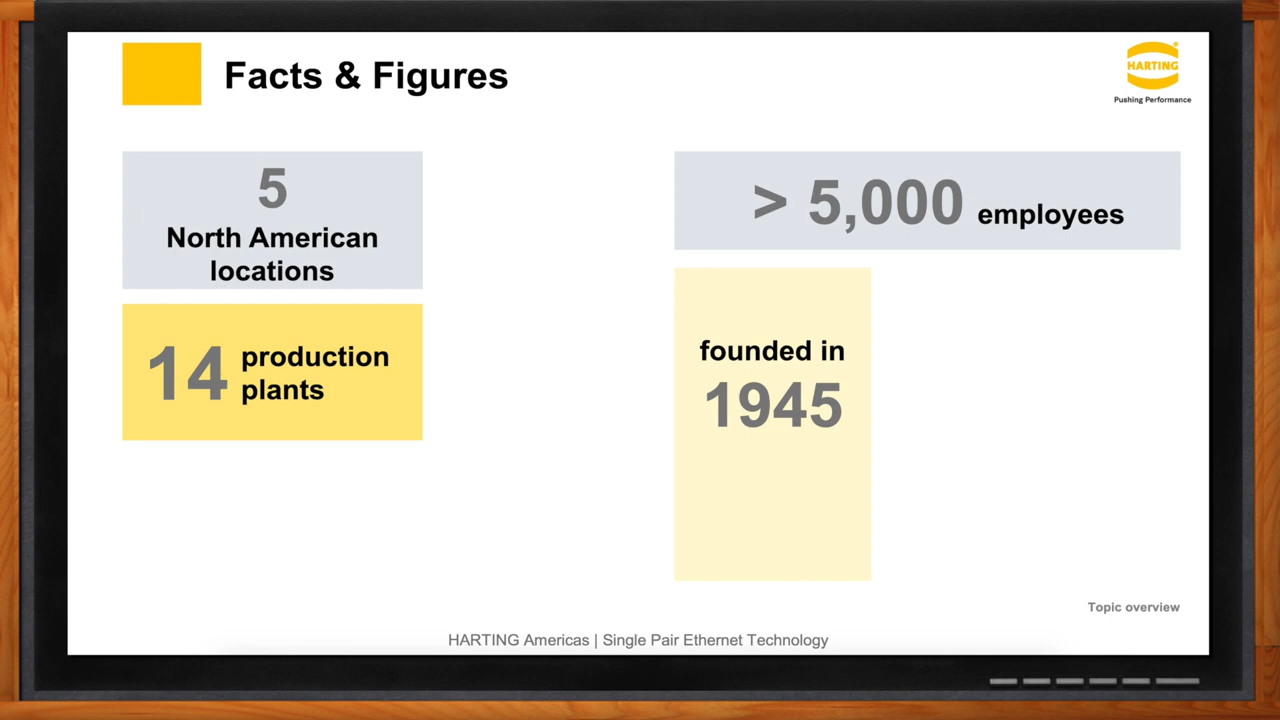 Facts & Figures
HARTING
Pushing Performance
5
North American
locations
14 production
plants
> 5,000 employees
founded in
1945
Topic overview
HARTING Americas | Single Pair Ethernet Technology